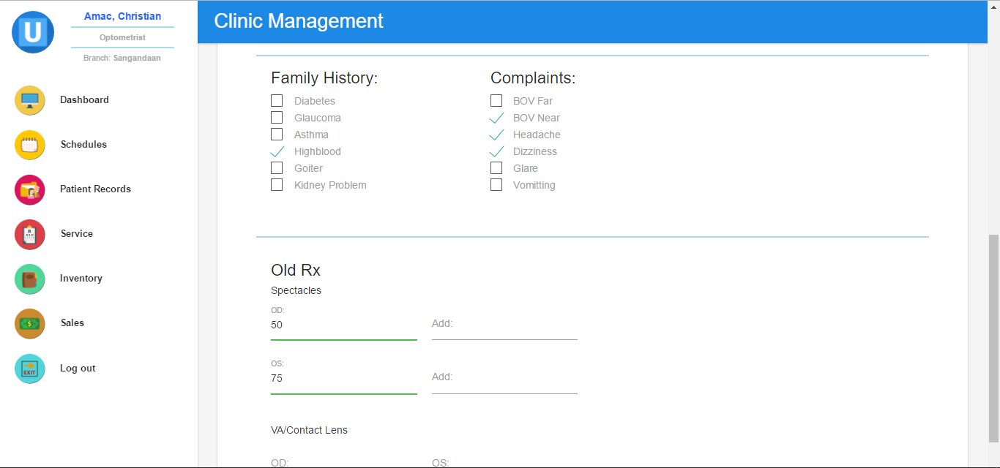 U
Amac, Christian
Optometrist
Branch: Sangandaan
Dashboard
Schedules
Patient Records
Service
Inventory
Sales
EXIT
Log out
Clinic Management
Family History:
Diabetes
Glaucoma
Asthma
Highblood
Goiter
Kidney Problem
Complaints:
BOV Far
BOV Near
Headache
Dizziness
Glare
Vomitting
Old Rx
Spectacles
OD:
50
Add:
OS:
75
Add:
VA/Contact Lens
OD:
OS: